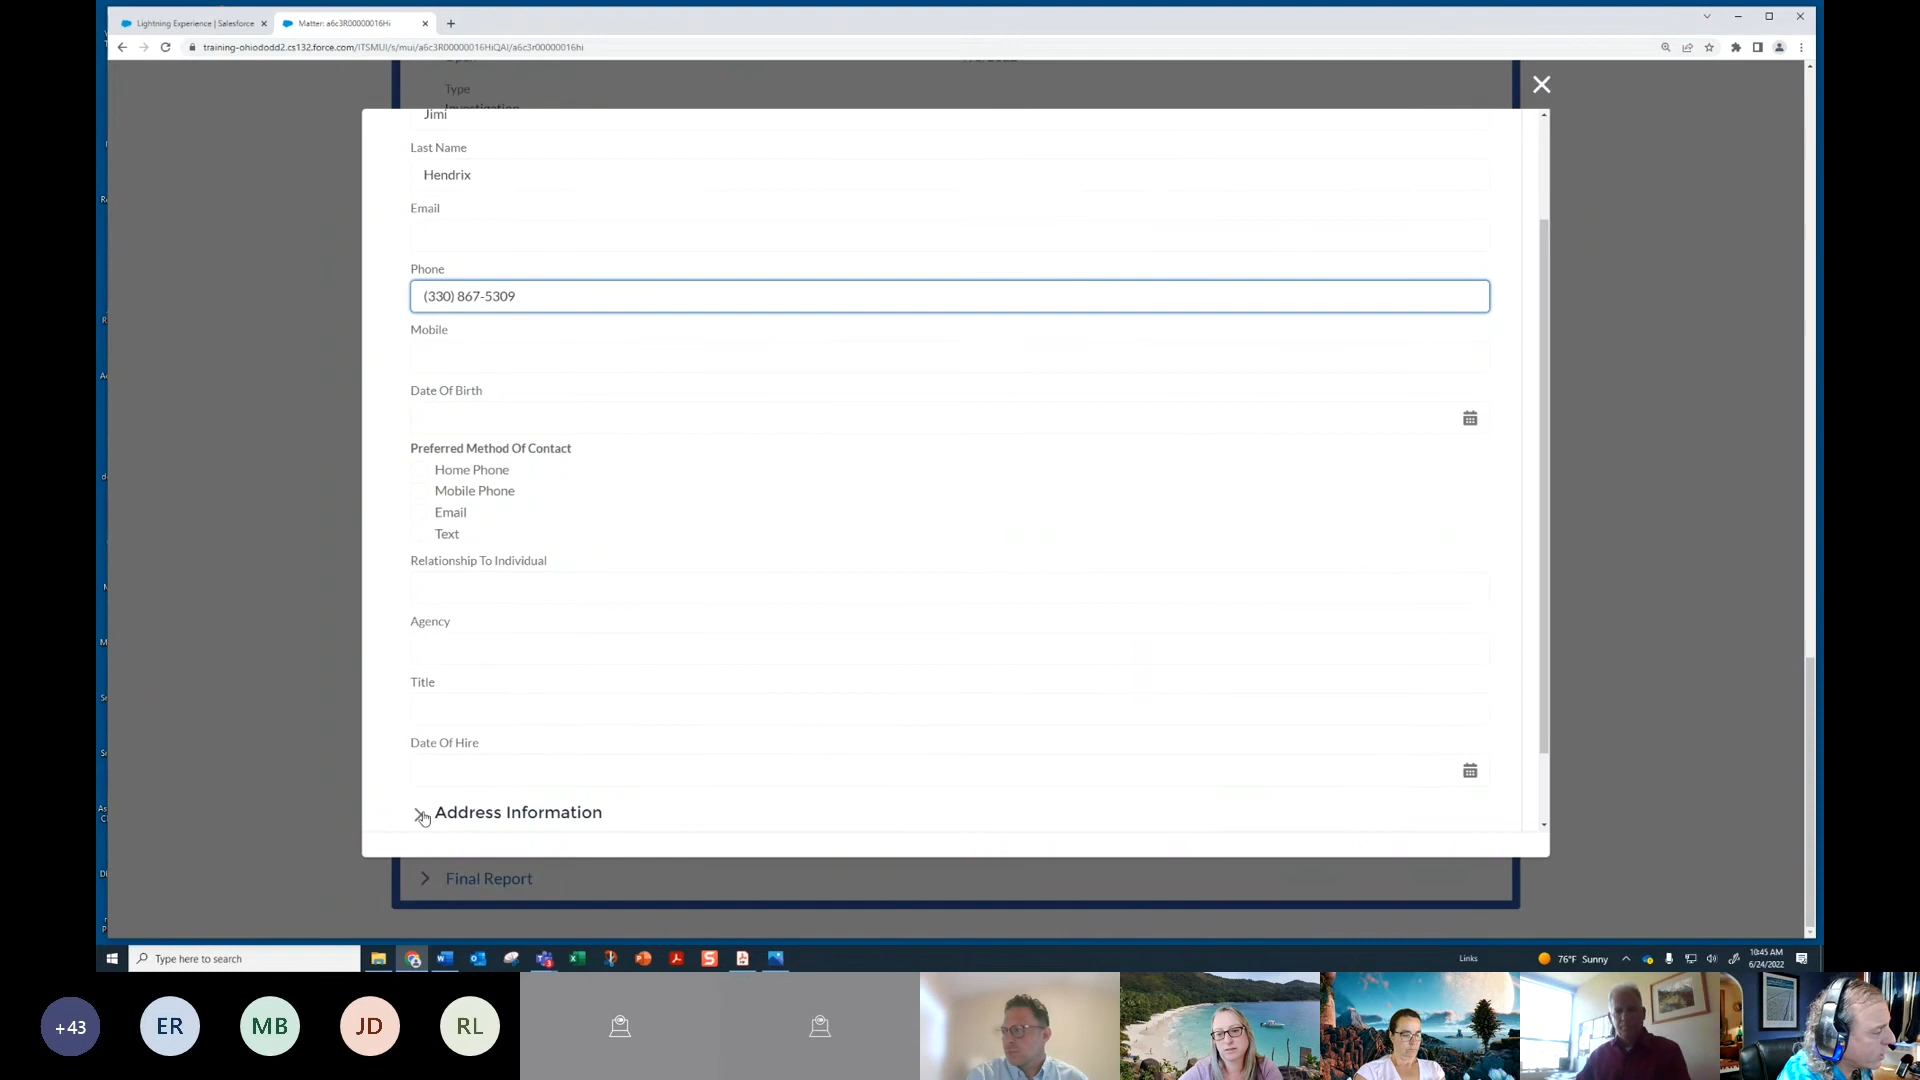 Lightning Experience | Salesforce
Matter: a6c3R00000016Hi
training-ohiododd2.cs132.force.com/ITSMUI/s/mui/a6c3R00000016HiQAI/a6c3r00000016hi
Type
Investigation
Jimi
Last Name
Hendrix
Email
Phone
(330) 867-5309
Mobile
Date Of Birth
Preferred Method Of Contact
Home Phone
Mobile Phone
Email
Text
Relationship To Individual
Agency
Title
Date Of Hire
Address Information
Final Report
Type here to search
Links
76°F Sunny
10:45 AM
6/24/2022
+43
ER
MB
JD
RL